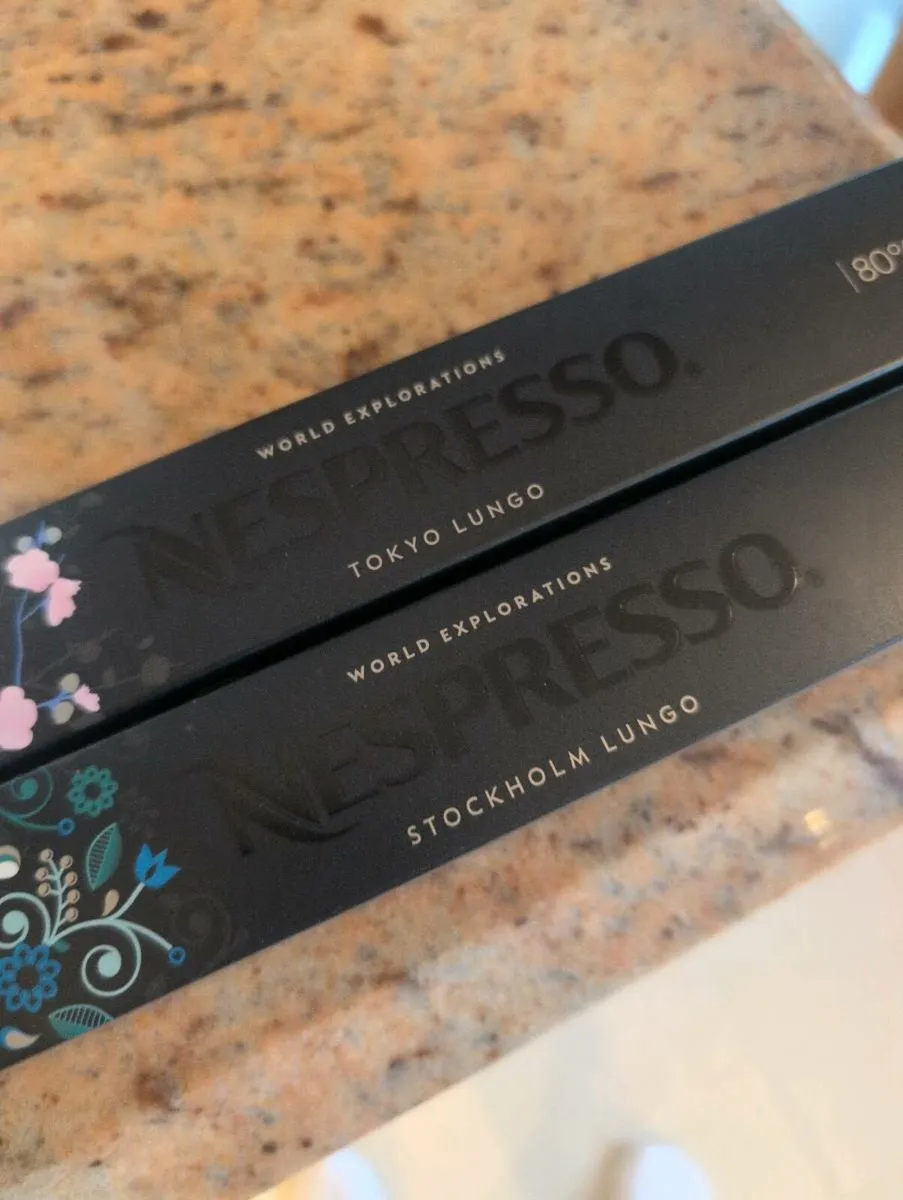 WORLD EXPLORATIONS
NESPRESSO.
TOKYO LUNGO
80%
WORLD EXPLORATIONS
NESPRESSO.
STOCKHOLM LUNGO